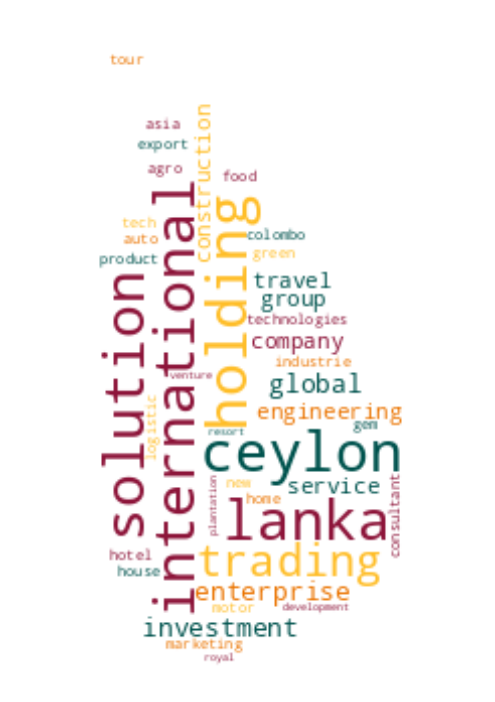 tour
asia
construction
export
agro
food
international
holding
tech
colombo
auto
green
product
solution
travel
group
technologies
company
industrie
venture
global
logistic
engineering
gem
resort
ceylon
service
plantation
new
home
consultant
lanka
trading
hotel
house
enterprise
motor
development
investment
marketing
royal